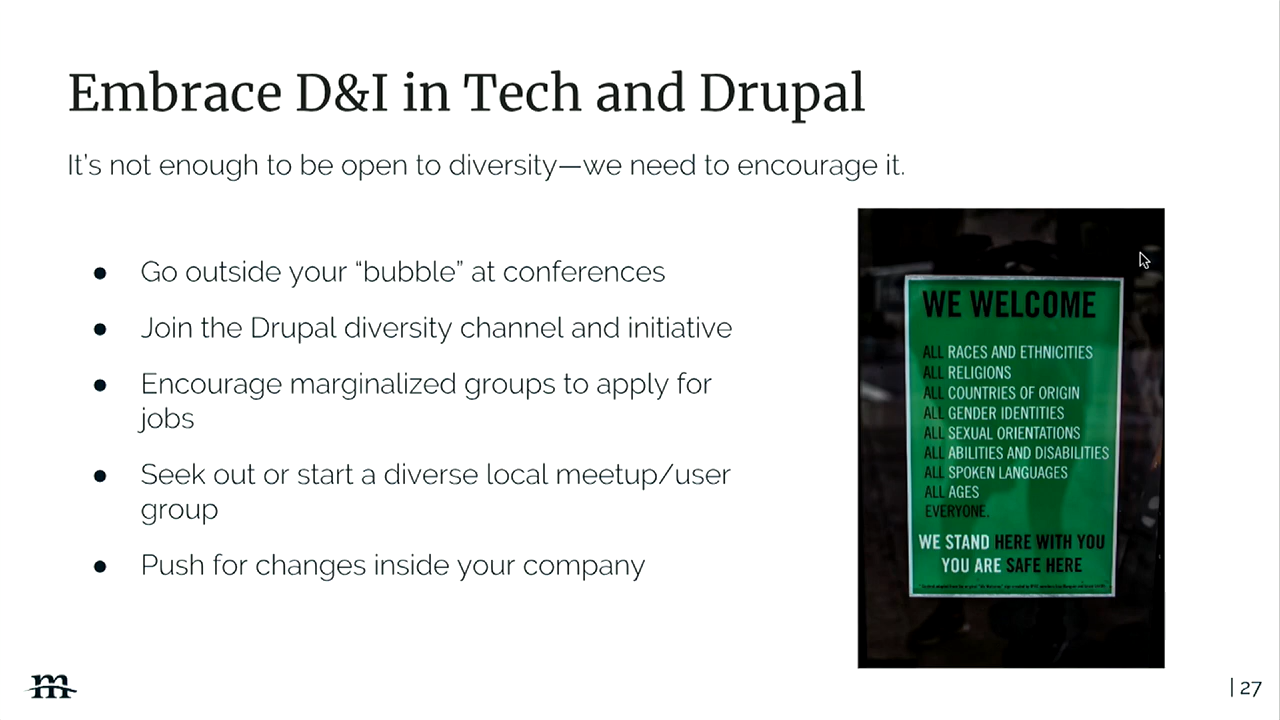 Embrace D&I in Tech and Drupal
It's not enough to be open to diversity—we need to encourage it.
● Go outside your “bubble” at conferences
● Join the Drupal diversity channel and initiative
● Encourage marginalized groups to apply for
jobs
● Seek out or start a diverse local meetup/user
group
● Push for changes inside your company
WE WELCOME
ALL RACES AND ETHNICITIES
ALL RELIGIONS
ALL COUNTRIES OF ORIGIN
ALL GENDER IDENTITIES
ALL SEXUAL ORIENTATIONS
ALL ABILITIES AND DISABILITIES
ALL SPOKEN LANGUAGES
ALL AGES
EVERYONE.
WE STAND HERE WITH YOU
YOU ARE SAFE HERE
m
| 27